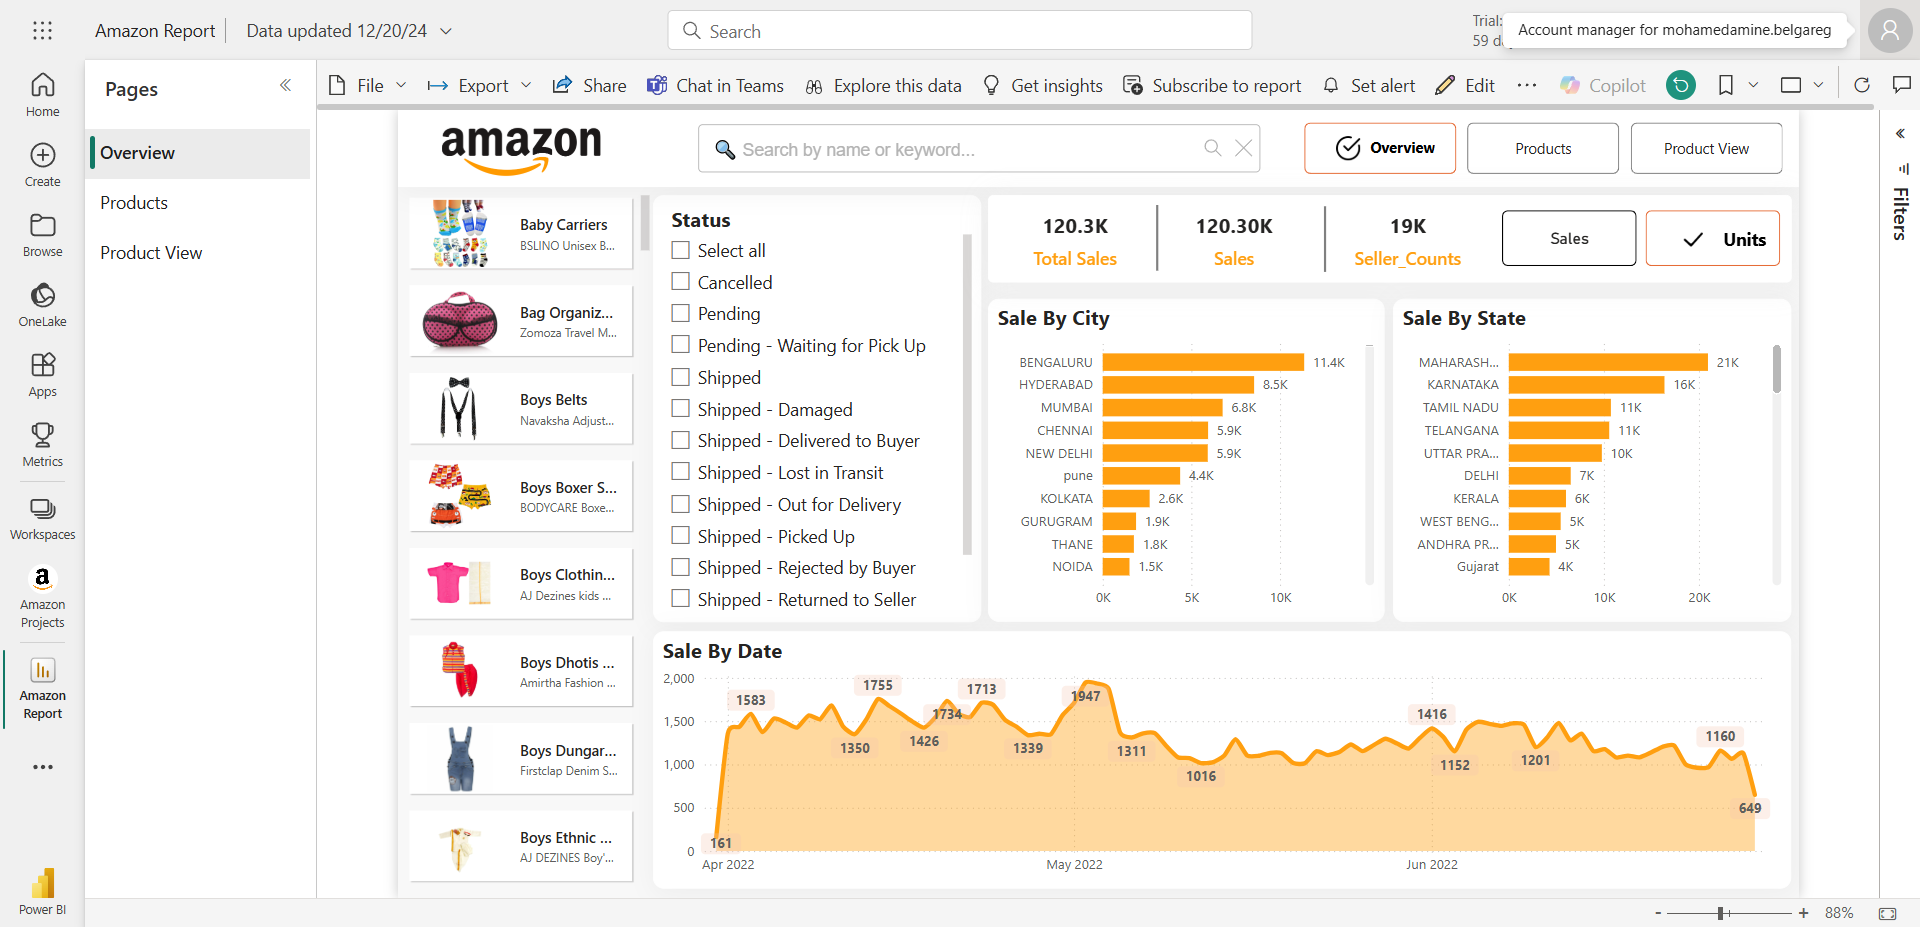 Amazon Report
Data updated 12/20/24
Search
Trial:
59 d
Account manager for mohamedamine.belgareg
Home
Create
Browse
OneLake
Apps
Metrics
Workspaces
Amazon
Projects
Amazon
Report
Power BI
Pages
Overview
Products
Product View
File
Export
Share
Chat in Teams
Explore this data
Get insights
Subscribe to report
Set alert
Edit
Copilot
amazon
Search by name or keyword...
Overview
Products
Product View
Filters
Baby Carriers
BSLINO Unisex B...
Bag Organiz...
Zomoza Travel M...
Boys Belts
Navaksha Adjust...
Boys Boxer S...
BODYCARE Boxe...
Boys Clothin...
AJ Dezines kids ...
Boys Dhotis ...
Amirtha Fashion ...
Boys Dungar...
Firstclap Denim S...
Boys Ethnic ...
AJ DEZINES Boy'...
Status
Select all
Cancelled
Pending
Pending - Waiting for Pick Up
Shipped
Shipped - Damaged
Shipped - Delivered to Buyer
Shipped - Lost in Transit
Shipped - Out for Delivery
Shipped - Picked Up
Shipped - Rejected by Buyer
Shipped - Returned to Seller
120.3K
Total Sales
120.30K
Sales
19K
Seller_Counts
Sales
Units
Sale By City
BENGALURU 11.4K
HYDERABAD 8.5K
MUMBAI 6.8K
CHENNAI 5.9K
NEW DELHI 5.9K
pune 4.4K
KOLKATA 2.6K
GURUGRAM 1.9K
THANE 1.8K
NOIDA 1.5K
0K 5K 10K
Sale By State
MAHARASH... 21K
KARNATAKA 16K
TAMIL NADU 11K
TELANGANA 11K
UTTAR PRA... 10K
DELHI 7K
KERALA 6K
WEST BENG... 5K
ANDHRA PR... 5K
Gujarat 4K
0K 10K 20K
Sale By Date
2,000
1,500
1,000
500
0
161
1583
1350
1755
1426
1734
1713
1339
1947
1311
1016
1416
1152
1201
1160
649
Apr 2022 May 2022 Jun 2022
- + 88%